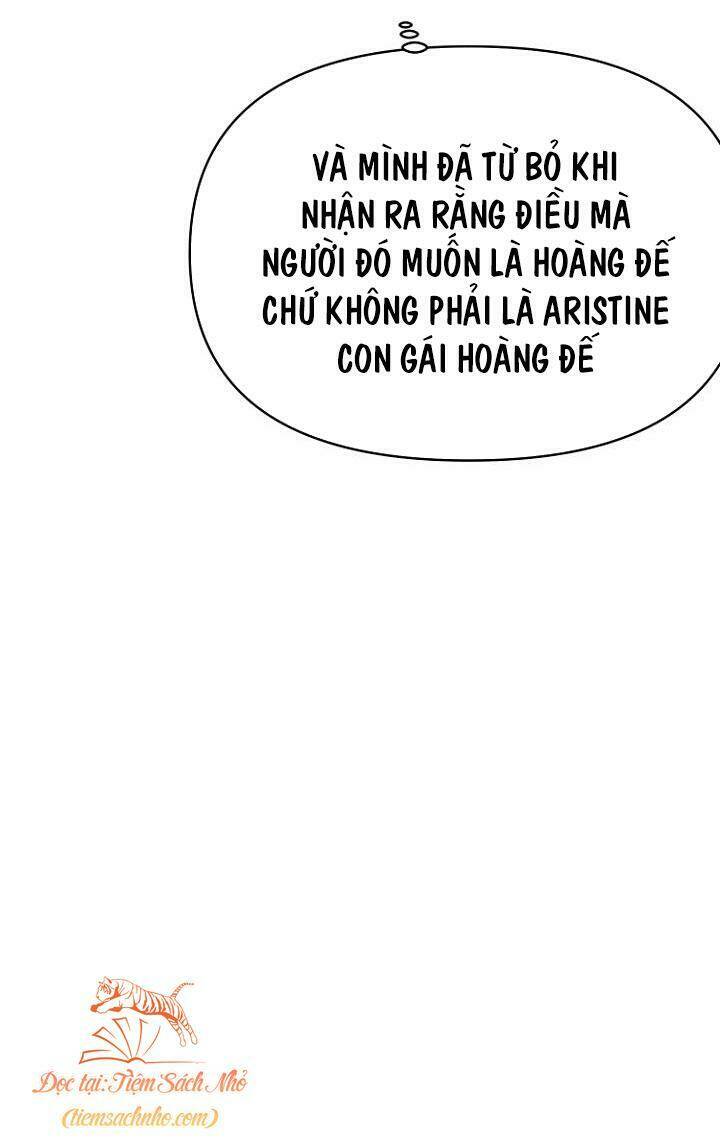 VÀ MÌNH ĐÃ TỪ BỎ KHI
NHẬN RA RẰNG ĐIỀU MÀ
NGƯỜI ĐÓ MUỐN LÀ HOÀNG ĐẾ
CHỨ KHÔNG PHẢI LÀ ARISTINE
CON GÁI HOÀNG ĐẾ
Đọc tại: Tiệm Sách Nhỏ
(tiemsachnho.com)